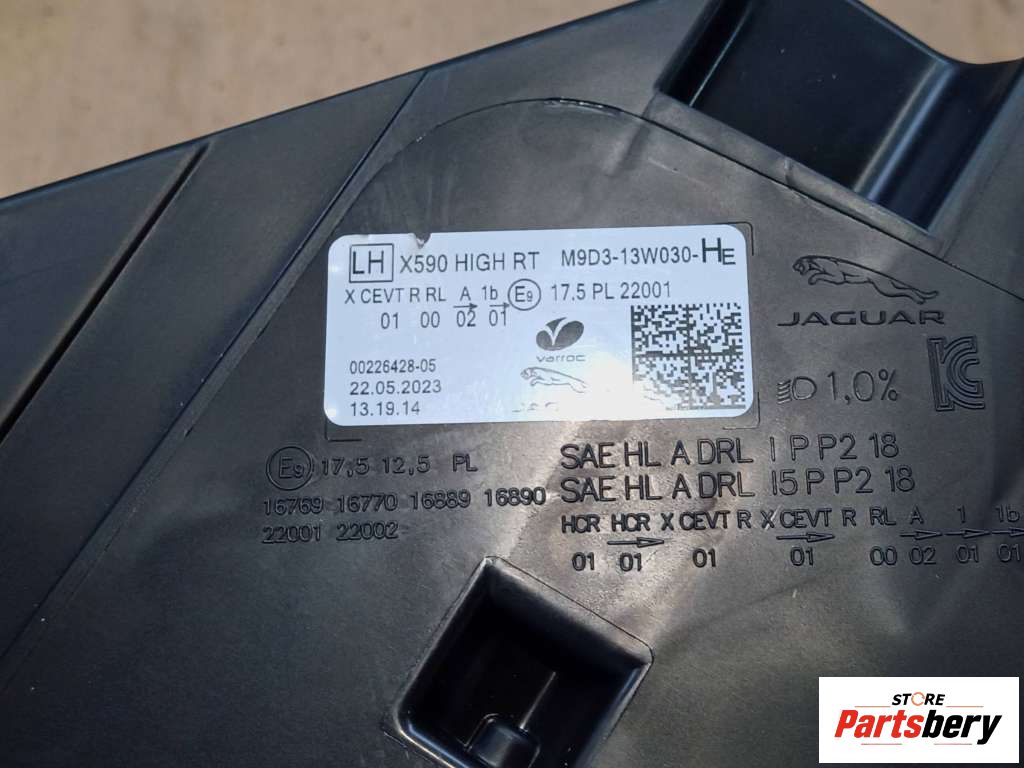 LH X590 HIGH RT M9D3-13W030-HE
X CEVT R RL A 1b E9 17.5 PL 22001
01 00 02 01
varroc
00226428-05
22.05.2023
13.19.14
JAGUAR
1,0%
E9 17,5 12,5 PL
16769 16770 16889 16890
22001 22002
SAE HL A DRL I P P2 18
SAE HL A DRL I5 P P2 18
HCR HCR X CEVT R X CEVT R RL A 1 1b
01 01 01 01 00 02 01 01
STORE
Partsbery